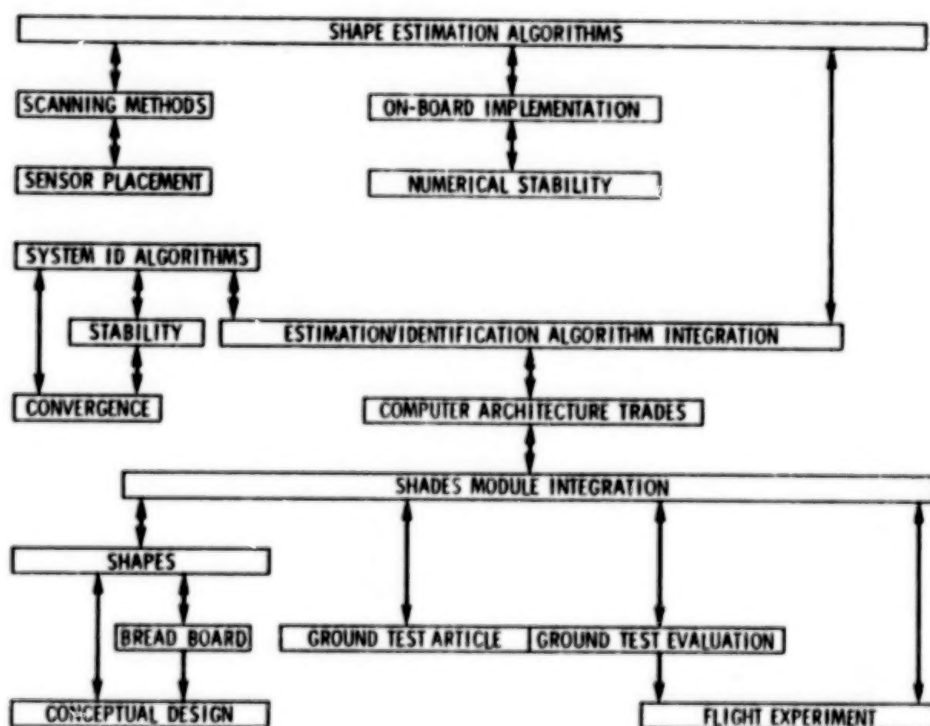 SHAPE ESTIMATION ALGORITHMS
SCANNING METHODS
ON-BOARD IMPLEMENTATION
SENSOR PLACEMENT
NUMERICAL STABILITY
SYSTEM ID ALGORITHMS
STABILITY
ESTIMATION/IDENTIFICATION ALGORITHM INTEGRATION
CONVERGENCE
COMPUTER ARCHITECTURE TRADES
SHADES MODULE INTEGRATION
SHAPES
BREAD BOARD
GROUND TEST ARTICLE
GROUND TEST EVALUATION
CONCEPTUAL DESIGN
FLIGHT EXPERIMENT